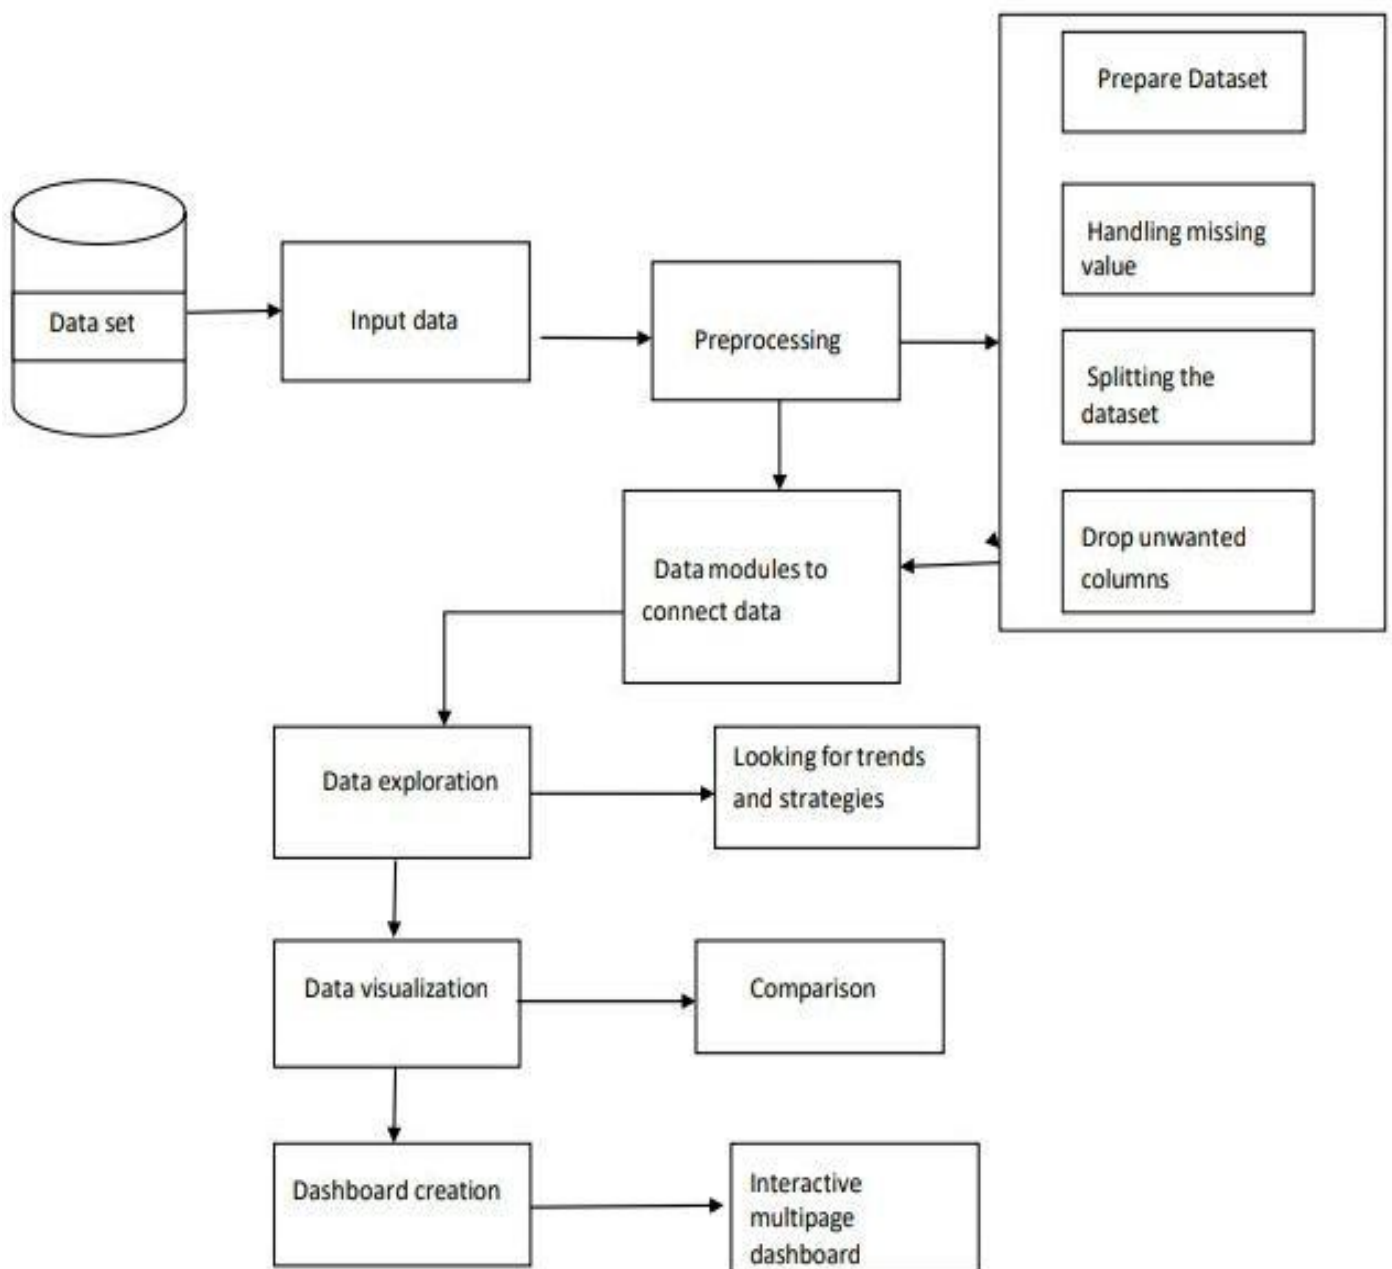 Prepare Dataset
Handling missing
value
Data set
Input data
Preprocessing
Splitting the
dataset
Drop unwanted
columns
Data modules to
connect data
Data exploration
Looking for trends
and strategies
Data visualization
Comparison
Dashboard creation
Interactive
multipage
dashboard